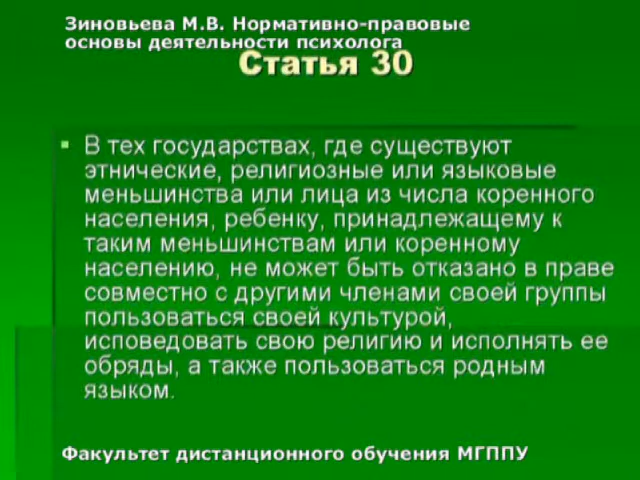 Зиновьева М.В. Нормативно-правовые
основы деятельности психолога
Статья 30
В тех государствах, где существуют
этнические, религиозные или языковые
меньшинства или лица из числа коренного
населения, ребенку, принадлежащему к
таким меньшинствам или коренному
населению, не может быть отказано в праве
совместно с другими членами своей группы
пользоваться своей культурой,
исповедовать свою религию и исполнять ее
обряды, а также пользоваться родным
языком.
Факультет дистанционного обучения МГППУ